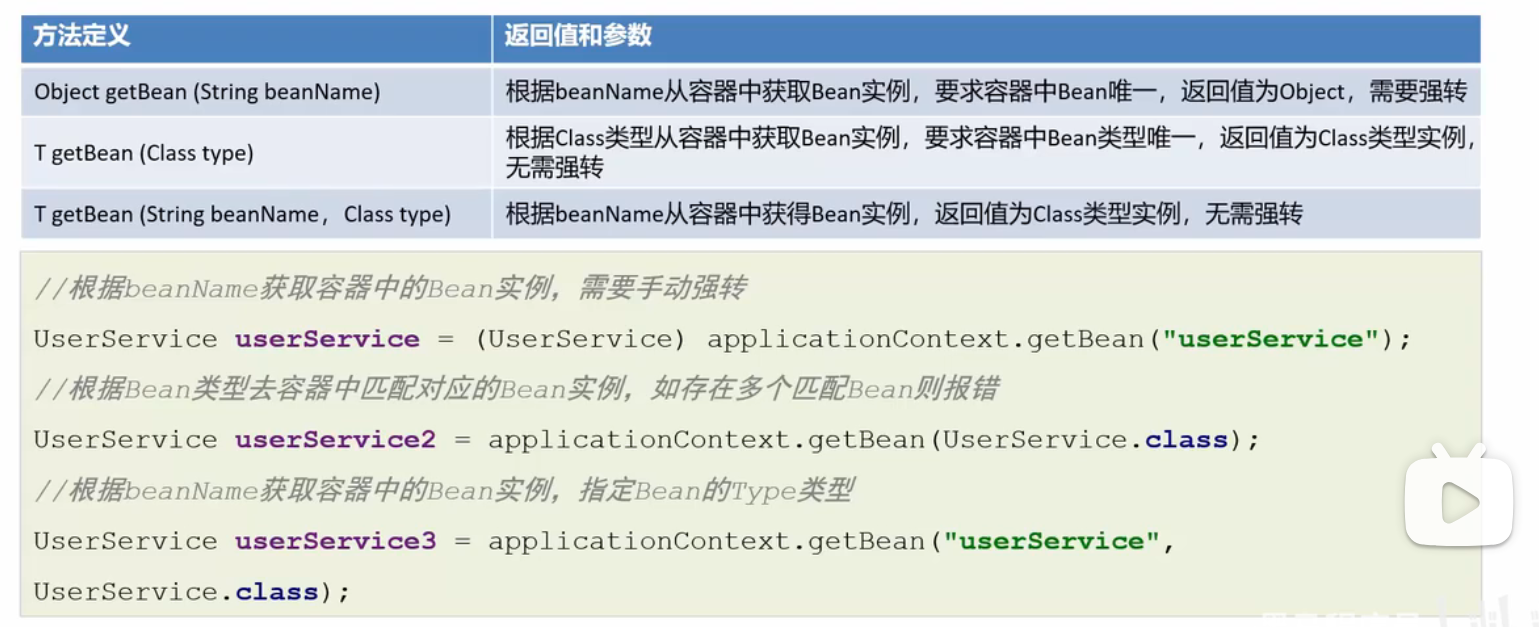 方法定义
返回值和参数
Object getBean (String beanName)
根据beanName从容器中获取Bean实例，要求容器中Bean唯一，返回值为Object，需要强转
T getBean (Class type)
根据Class类型从容器中获取Bean实例，要求容器中Bean类型唯一，返回值为Class类型实例，
无需强转
T getBean (String beanName，Class type)
根据beanName从容器中获得Bean实例，返回值为Class类型实例，无需强转
//根据beanName获取容器中的Bean实例，需要手动强转
UserService userService = (UserService) applicationContext.getBean("userService");
//根据Bean类型去容器中匹配对应的Bean实例，如存在多个匹配Bean则报错
UserService userService2 = applicationContext.getBean(UserService.class);
//根据beanName获取容器中的Bean实例，指定Bean的Type类型
UserService userService3 = applicationContext.getBean("userService",
UserService.class);